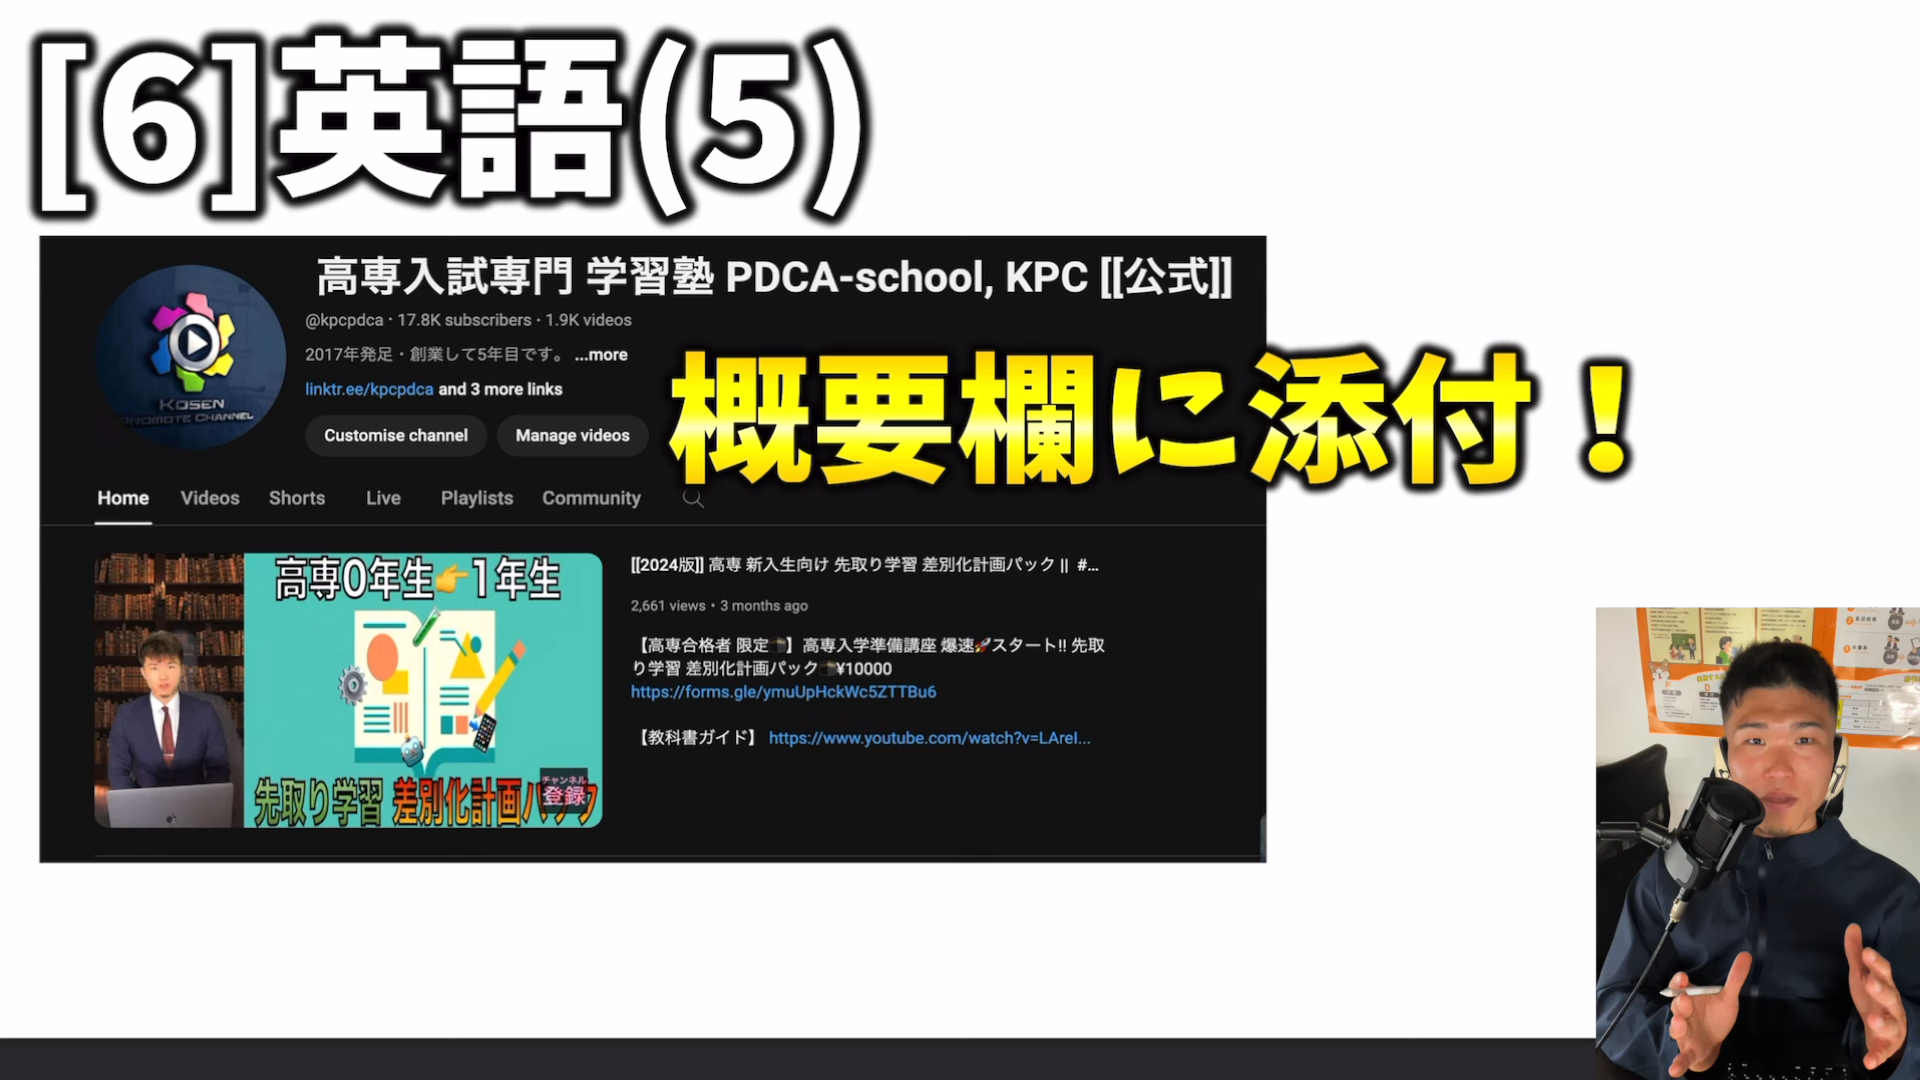 [6]英語(5)
高専入試専門 学習塾 PDCA-school, KPC [[公式]]
@kpcpdca・17.8K subscribers・1.9K videos
2017年発足・創業して5年目です。 ...more
linktr.ee/kpcpdca and 3 more links
KOSEN
PROMOTE CHANNEL
Customise channel
Manage videos
概要欄に添付！
Home
Videos
Shorts
Live
Playlists
Community
高専0年生👉1年生
先取り学習 差別化計画パック
チャンネル
登録
[[2024版]] 高専 新入生向け 先取り学習 差別化計画パック || #...
2,661 views・3 months ago
【高専合格者 限定】高専入学準備講座 爆速🚀スタート!! 先取
り学習 差別化計画パック¥10000
https://forms.gle/ymuUpHckWc5ZTTBu6
【教科書ガイド】 https://www.youtube.com/watch?v=LAreI...